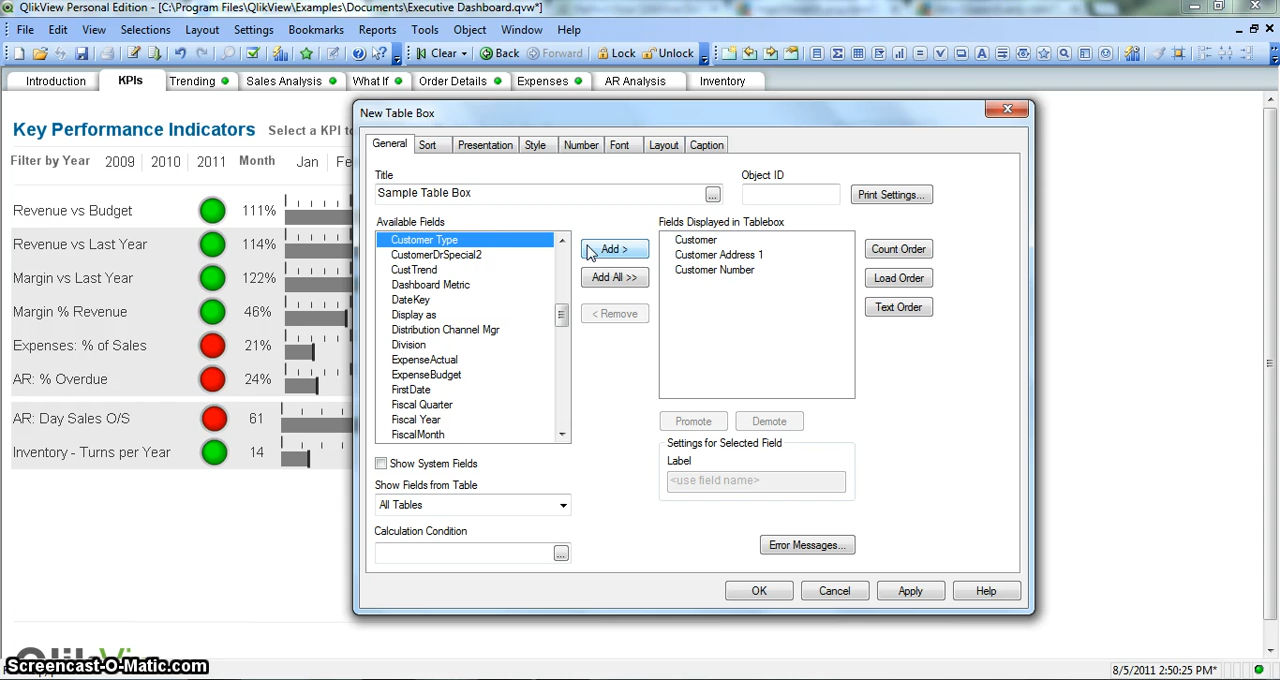 QlikView Personal Edition - [C:\Program Files\QlikView\Examples\Documents\Executive Dashboard.qvw*]
File Edit View Selections Layout Settings Bookmarks Reports Tools Object Window Help
Clear Back Forward Lock Unlock
Introduction KPIs Trending Sales Analysis What If Order Details Expenses AR Analysis Inventory
Key Performance Indicators Select a KPI to
Filter by Year 2009 2010 2011 Month Jan
Revenue vs Budget 111%
Revenue vs Last Year 114%
Margin vs Last Year 122%
Margin % Revenue 46%
Expenses: % of Sales 21%
AR: % Overdue 24%
AR: Day Sales O/S 61
Inventory - Turns per Year 14
New Table Box
General Sort Presentation Style Number Font Layout Caption
Title
Sample Table Box
...
Object ID
Print Settings...
Available Fields
Customer Type
CustomerDrSpecial2
CustTrend
Dashboard Metric
DateKey
Display as
Distribution Channel Mgr
Division
ExpenseActual
ExpenseBudget
FirstDate
Fiscal Quarter
Fiscal Year
FiscalMonth
Add >
Add All >>
< Remove
Fields Displayed in Tablebox
Customer
Customer Address 1
Customer Number
Count Order
Load Order
Text Order
Promote Demote
Settings for Selected Field
Label
<use field name>
Show System Fields
Show Fields from Table
All Tables
Calculation Condition
...
Error Messages...
OK Cancel Apply Help
Screencast-O-Matic.com
8/5/2011 2:50:25 PM*